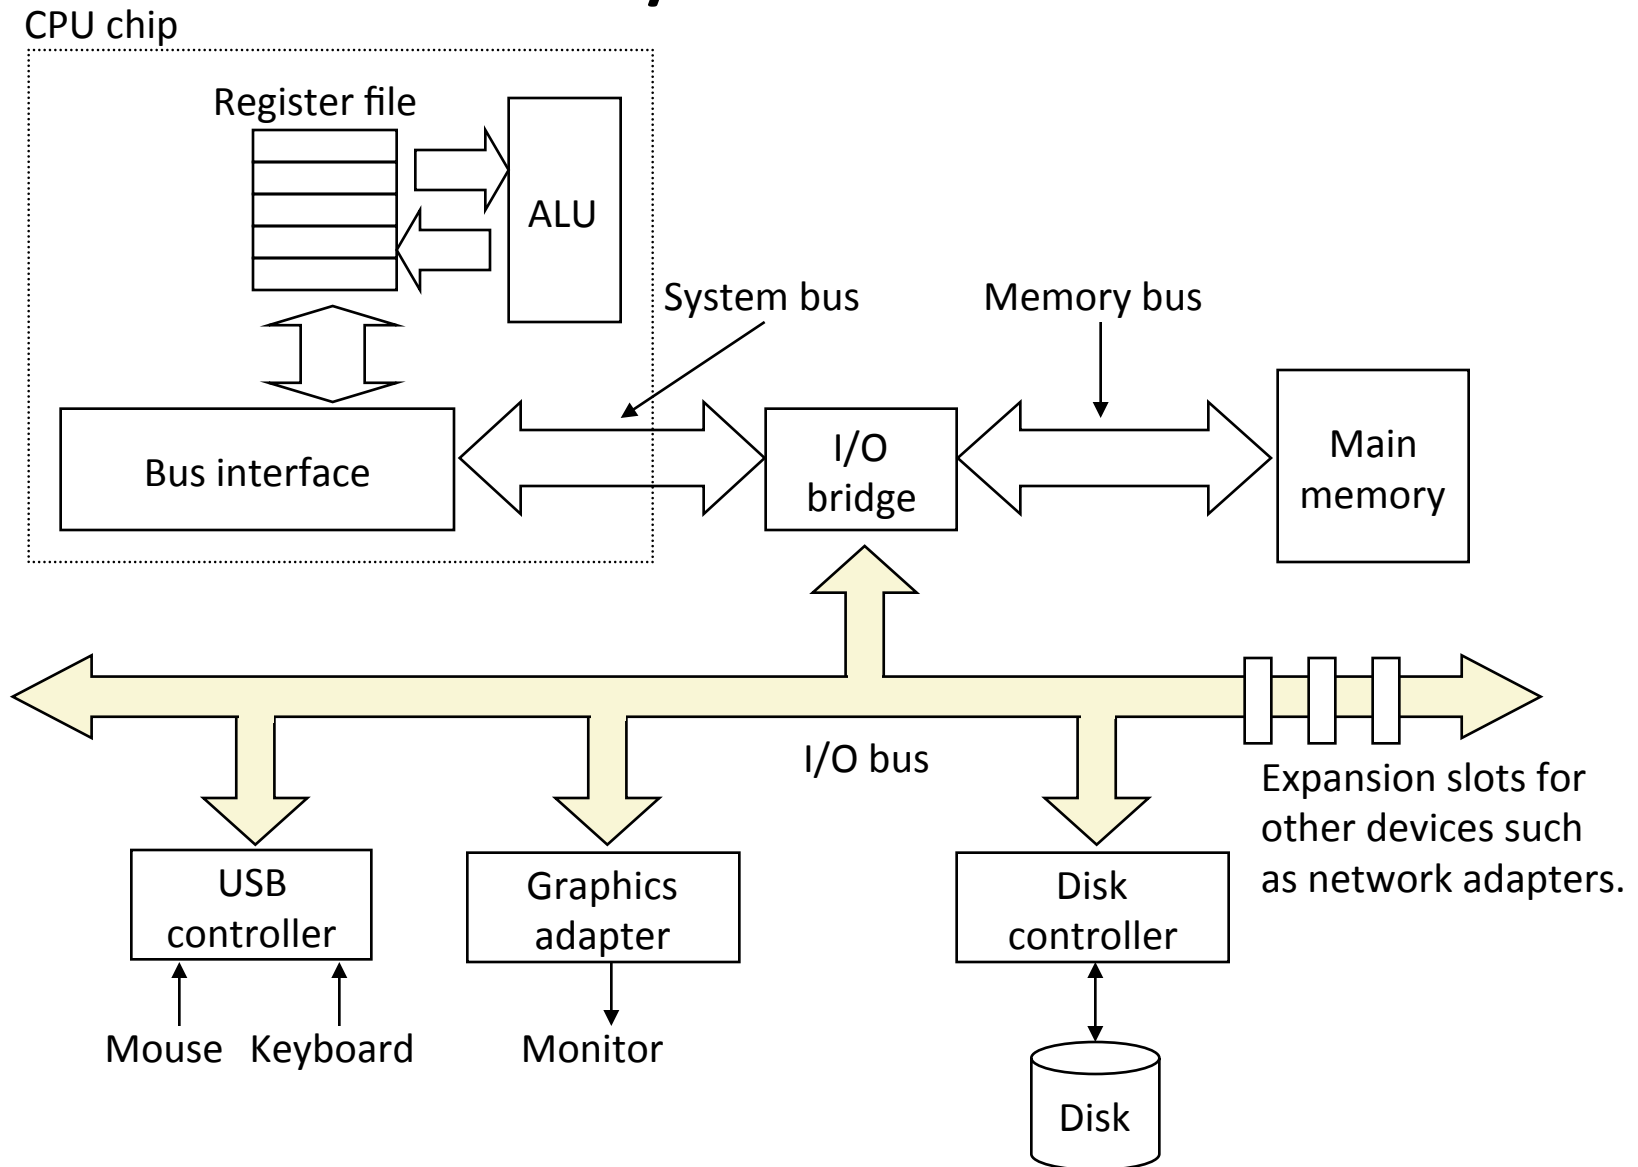 CPU chip
Register file
ALU
System bus
Memory bus
Bus interface
I/O
bridge
Main
memory
I/O bus
Expansion slots for
other devices such
as network adapters.
USB
controller
Graphics
adapter
Disk
controller
Mouse
Keyboard
Monitor
Disk